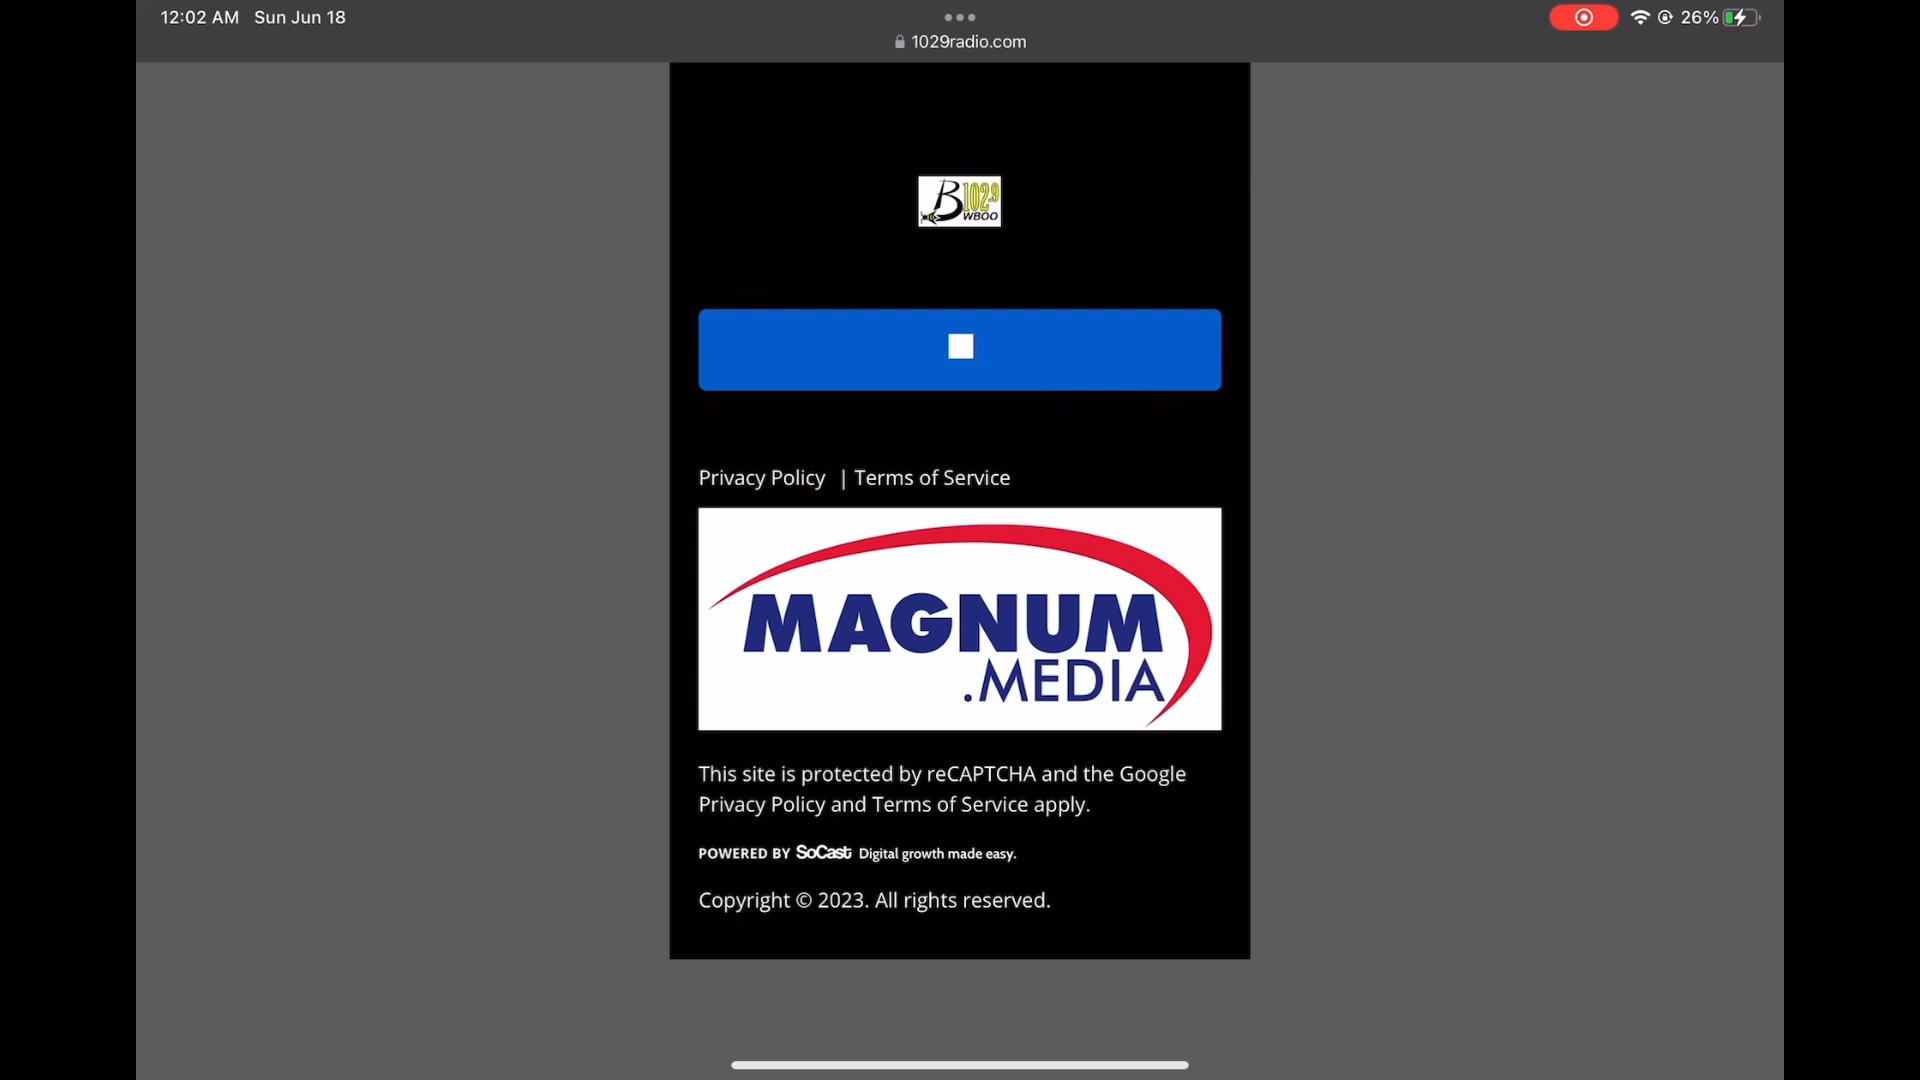 12:02 AM Sun Jun 18
26%
1029radio.com
B 102.9
WBOO
Privacy Policy | Terms of Service
MAGNUM
.MEDIA
This site is protected by reCAPTCHA and the Google
Privacy Policy and Terms of Service apply.
POWERED BY SoCast Digital growth made easy.
Copyright © 2023. All rights reserved.